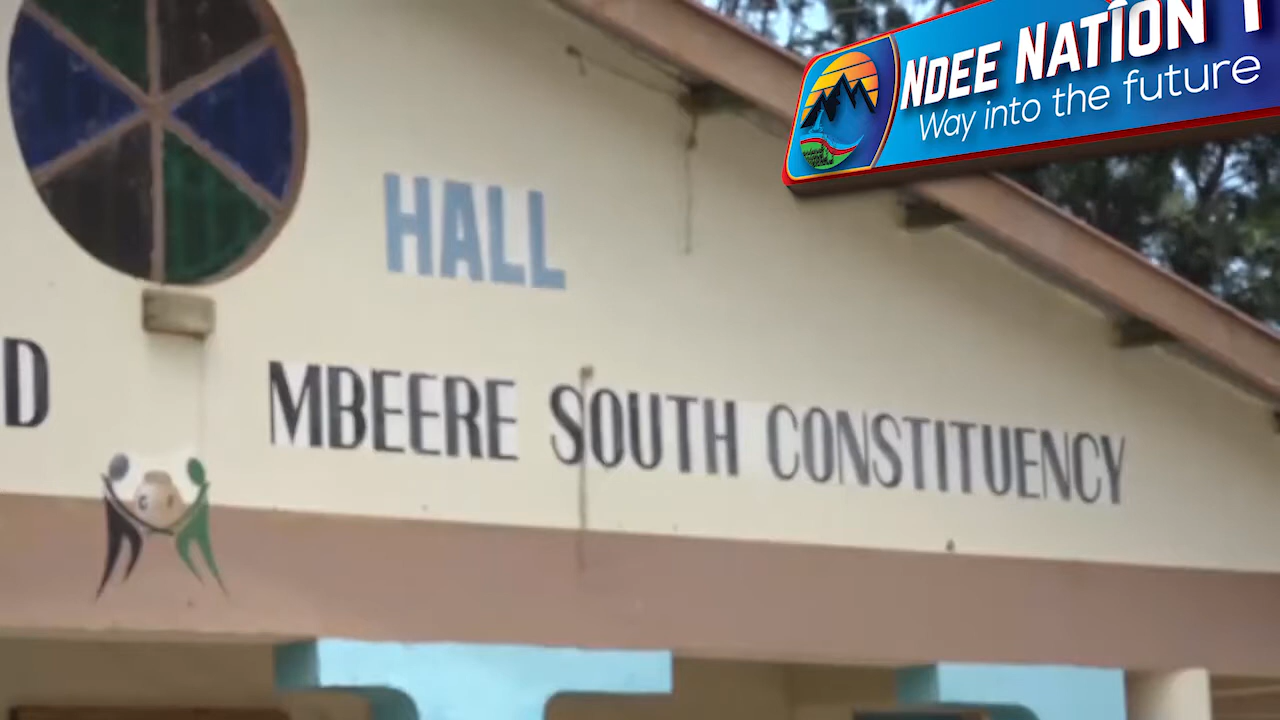 NDEE NATION T
Way into the future
HALL
D MBEERE SOUTH CONSTITUENCY